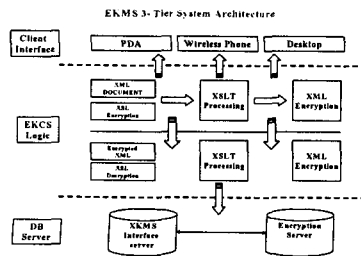 EKMS 3- Tier System Architecture
Client Interface
PDA
Wireless Phone
Desktop
EKCS Logic
XML DOCUMENT
XSL Encryption
XSLT Processing
XML Encryption
Encrypted XML
XSL Decryption
XSLT Processing
XML Encryption
DB Server
XKMS Interface server
Encryption Server